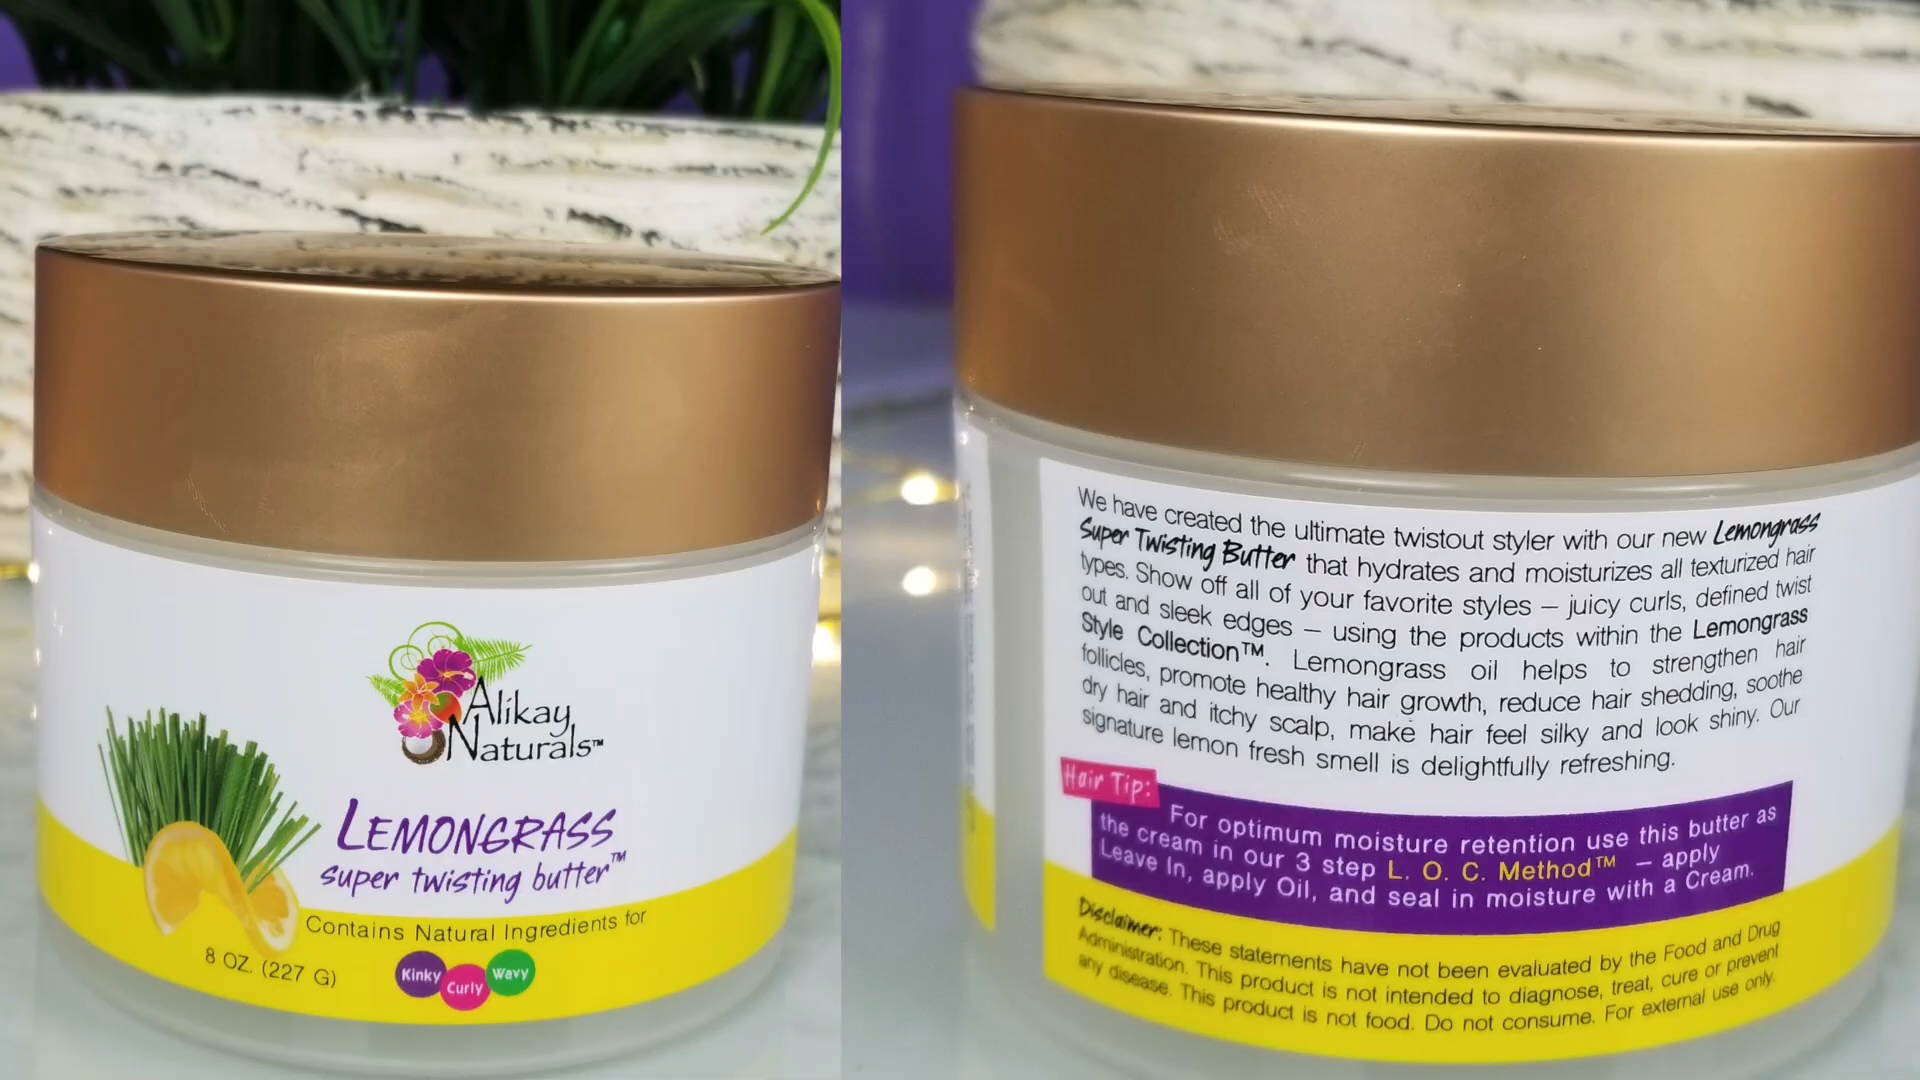 Alikay
Naturals™
LEMONGRASS
super twisting butter™
Contains Natural Ingredients for
8 OZ. (227 G)
Kinky
Curly
Wavy
We have created the ultimate twistout styler with our new Lemongrass
Super Twisting Butter that hydrates and moisturizes all texturized hair
types. Show off all of your favorite styles – juicy curls, defined twist
out and sleek edges – using the products within the Lemongrass
Style Collection™. Lemongrass oil helps to strengthen hair
follicles, promote healthy hair growth, reduce hair shedding, soothe
dry hair and itchy scalp, make hair feel silky and look shiny. Our
signature lemon fresh smell is delightfully refreshing.
Hair Tip:
For optimum moisture retention use this butter as
the cream in our 3 step L. O. C. Method™ – apply
Leave In, apply Oil, and seal in moisture with a Cream.
Disclaimer: These statements have not been evaluated by the Food and Drug
Administration. This product is not intended to diagnose, treat, cure or prevent
any disease. This product is not food. Do not consume. For external use only.